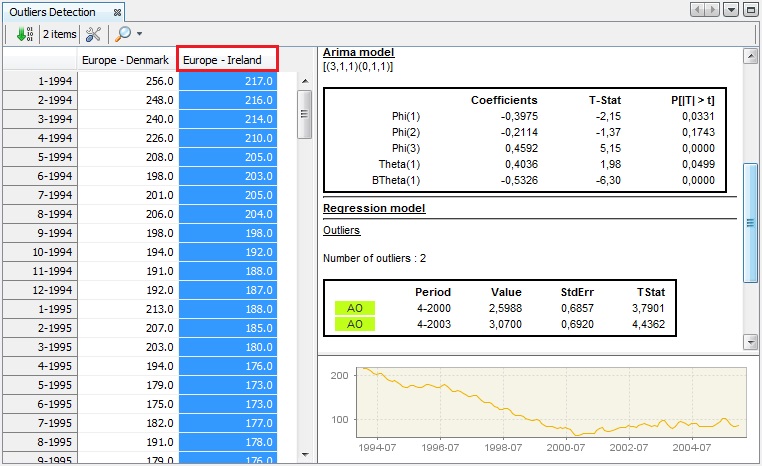 Outliers Detection
2 items
Europe - Denmark Europe - Ireland
1-1994 256.0 217.0
2-1994 248.0 216.0
3-1994 240.0 214.0
4-1994 226.0 210.0
5-1994 208.0 205.0
6-1994 198.0 203.0
7-1994 201.0 205.0
8-1994 206.0 204.0
9-1994 198.0 198.0
10-1994 194.0 192.0
11-1994 191.0 188.0
12-1994 192.0 187.0
1-1995 213.0 188.0
2-1995 207.0 185.0
3-1995 203.0 180.0
4-1995 194.0 176.0
5-1995 179.0 173.0
6-1995 175.0 173.0
7-1995 182.0 177.0
8-1995 191.0 178.0
9-1995 179.0 176.0
Arima model
[(3,1,1)(0,1,1)]
Coefficients T-Stat P[|T| > t]
Phi(1) -0,3975 -2,15 0,0331
Phi(2) -0,2114 -1,37 0,1743
Phi(3) 0,4592 5,15 0,0000
Theta(1) 0,4036 1,98 0,0499
BTheta(1) -0,5326 -6,30 0,0000
Regression model
Outliers
Number of outliers : 2
Period Value StdErr TStat
AO 4-2000 2,5988 0,6857 3,7901
AO 4-2003 3,0700 0,6920 4,4362
200
100
1994-07 1996-07 1998-07 2000-07 2002-07 2004-07